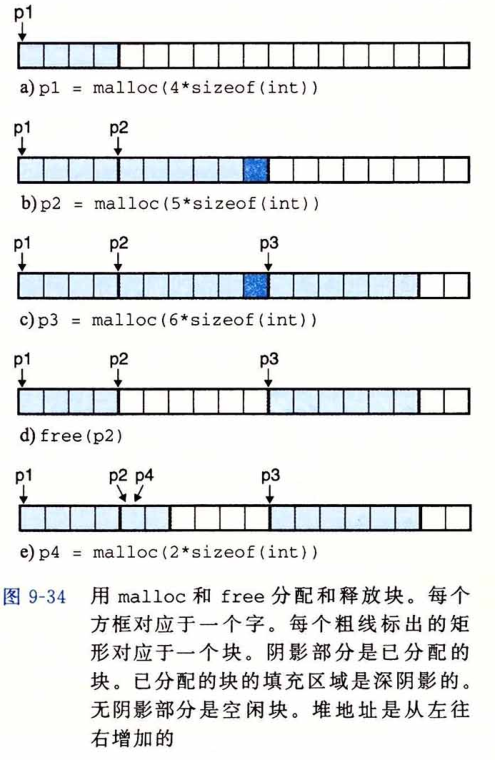 p1
a) p1 = malloc(4*sizeof(int))
p1 p2
b) p2 = malloc(5*sizeof(int))
p1 p2 p3
c) p3 = malloc(6*sizeof(int))
p1 p2 p3
d) free(p2)
p1 p2 p4 p3
e) p4 = malloc(2*sizeof(int))
图 9-34 用 malloc 和 free 分配和释放块。每个
方框对应于一个字。每个粗线标出的矩
形对应于一个块。阴影部分是已分配的
块。已分配的块的填充区域是深阴影的。
无阴影部分是空闲块。堆地址是从左往
右增加的